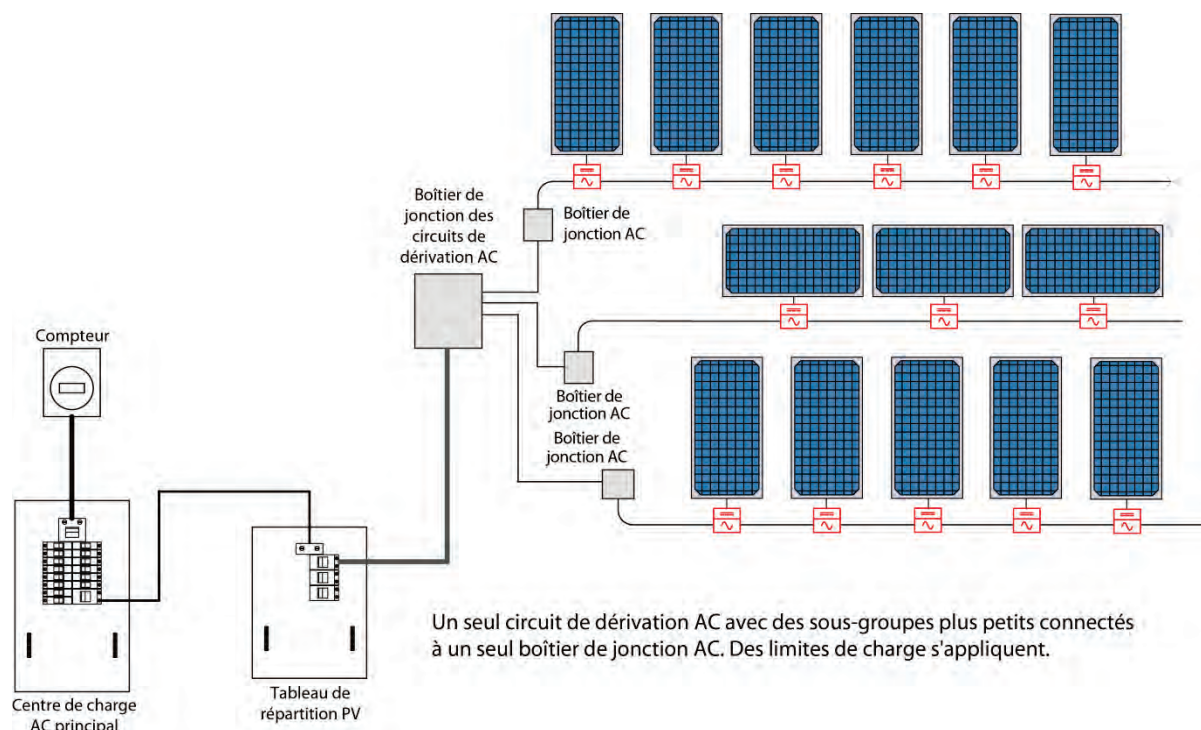 Boîtier de
jonction des
circuits de
dérivation AC
Boîtier de
jonction AC
Compteur
Boîtier de
jonction AC
Boîtier de
jonction AC
Un seul circuit de dérivation AC avec des sous-groupes plus petits connectés
à un seul boîtier de jonction AC. Des limites de charge s'appliquent.
Centre de charge
AC principal
Tableau de
répartition PV